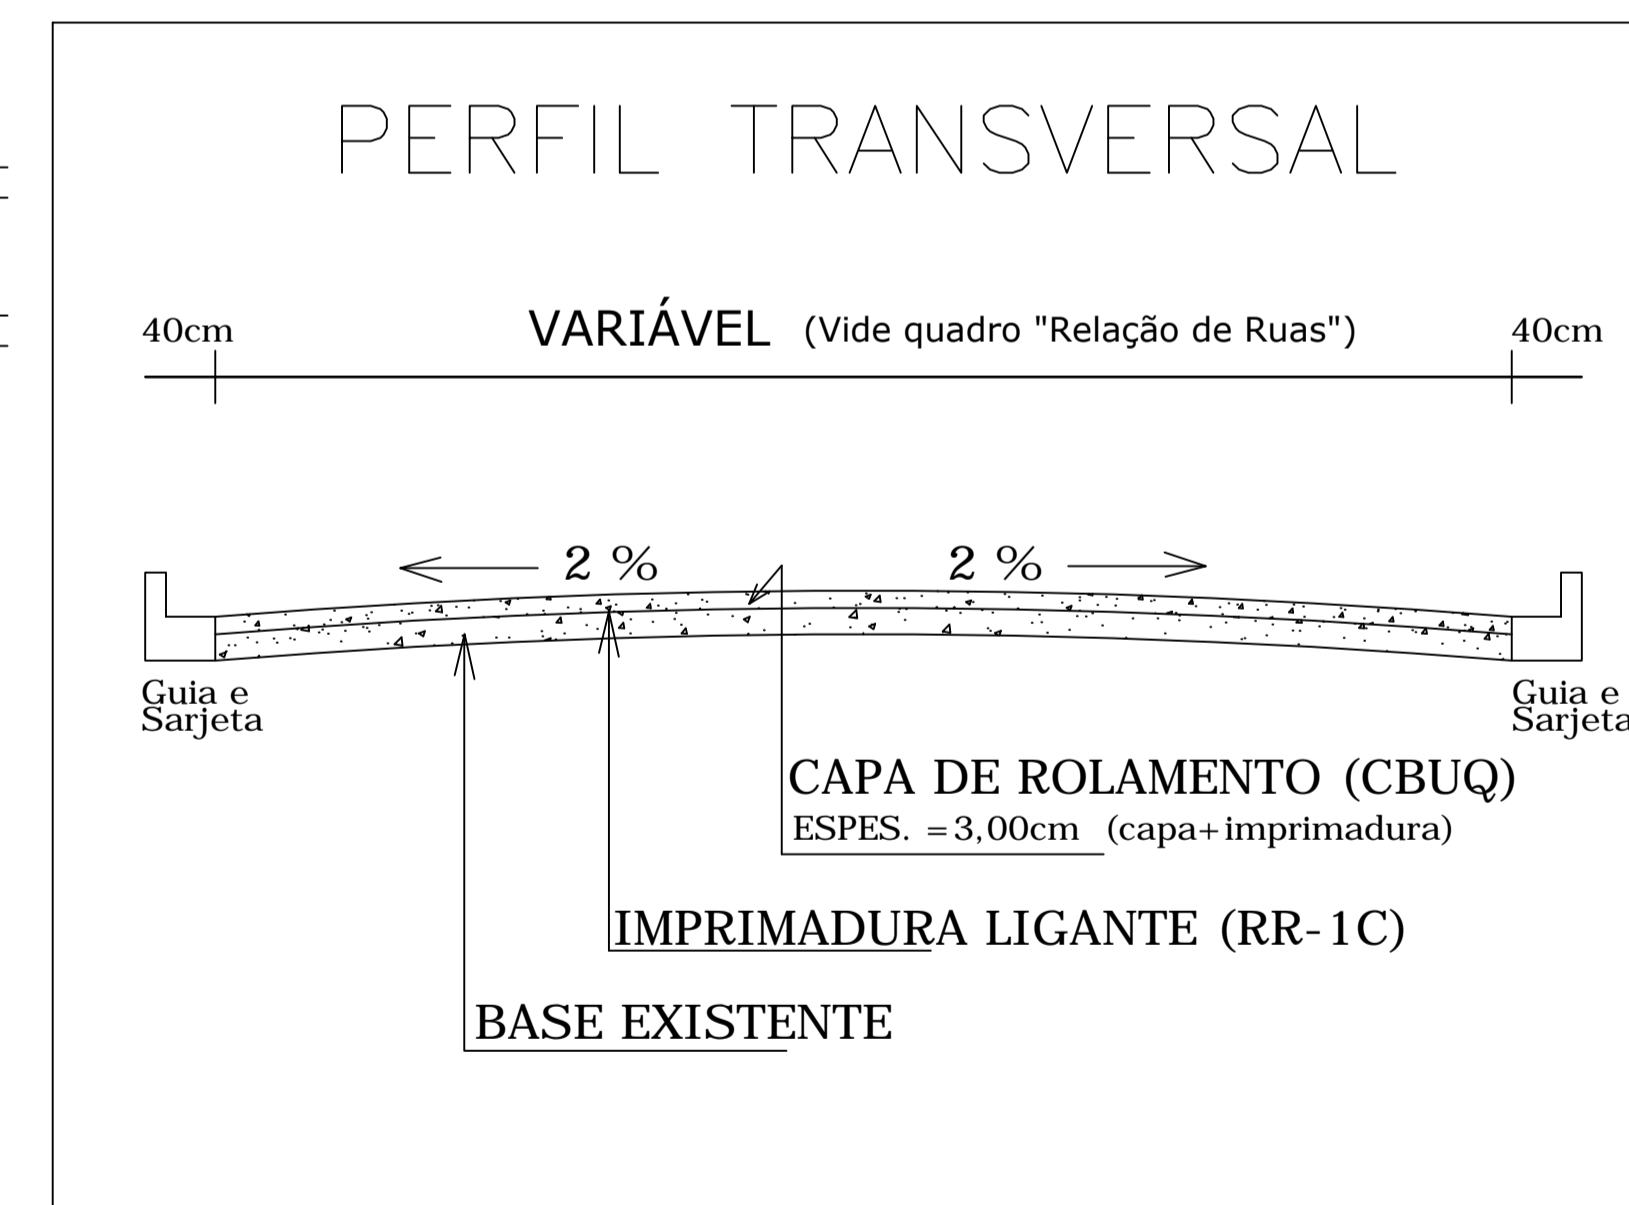 PERFIL TRANSVERSAL
40cm VARIÁVEL (Vide quadro "Relação de Ruas") 40cm
2 % 2 %
Guia e Guia e
Sarjeta Sarjeta
CAPA DE ROLAMENTO (CBUQ)
ESPES. =3,00cm (capa+imprimadura)
IMPRIMADURA LIGANTE (RR-1C)
BASE EXISTENTE